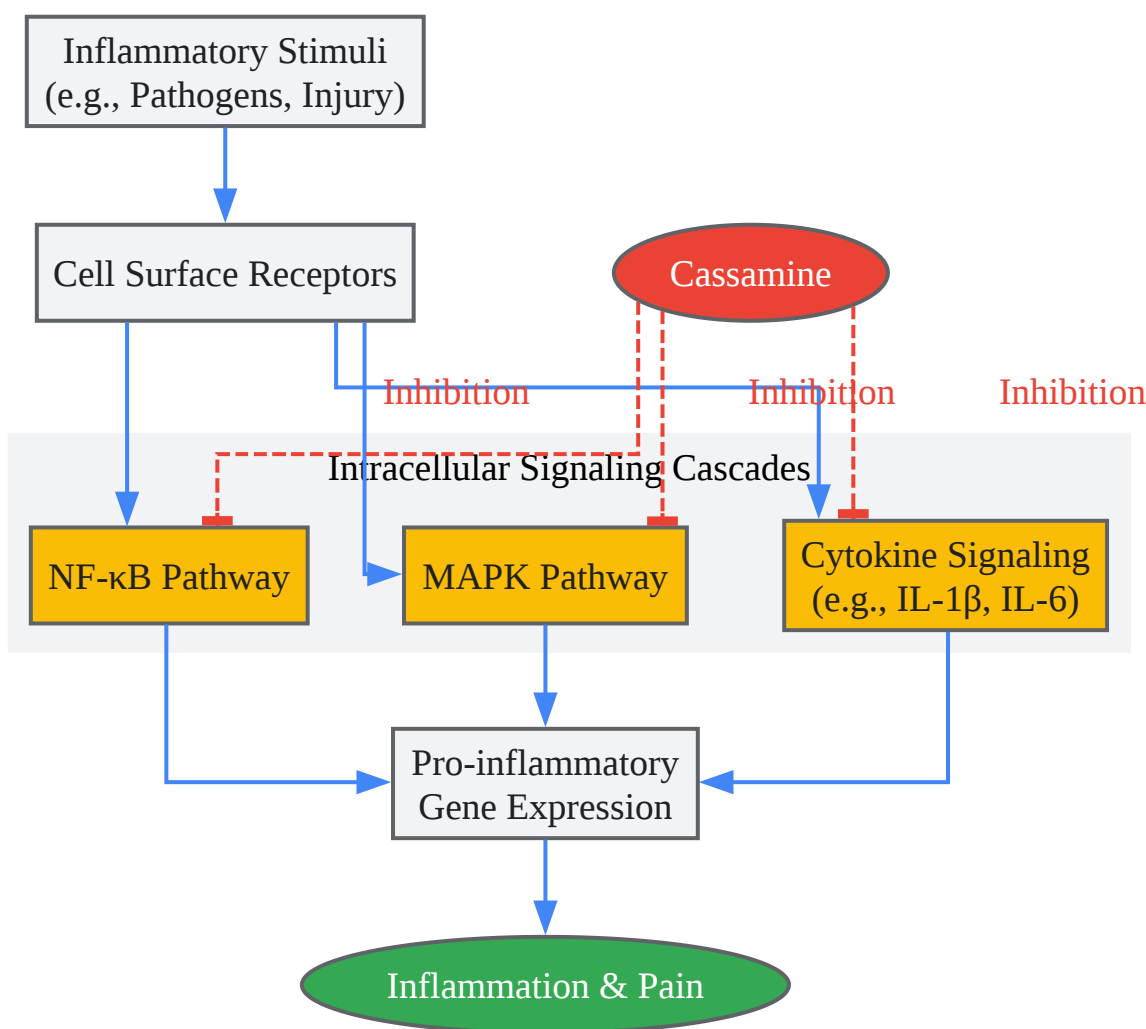 Inflammatory Stimuli
(e.g., Pathogens, Injury)
Cell Surface Receptors
Cassamine
Inhibition
Inhibition
Inhibition
Intracellular Signaling Cascades
NF-κB Pathway
MAPK Pathway
Cytokine Signaling
(e.g., IL-1β, IL-6)
Pro-inflammatory
Gene Expression
Inflammation & Pain